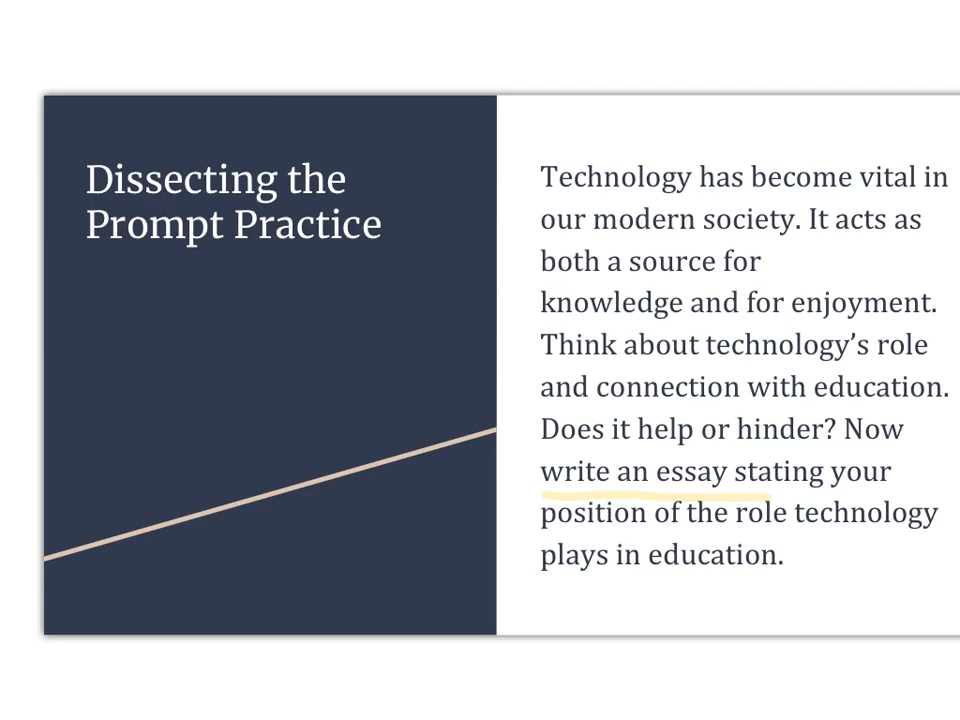 Dissecting the
Prompt Practice
Technology has become vital in
our modern society. It acts as
both a source for
knowledge and for enjoyment.
Think about technology’s role
and connection with education.
Does it help or hinder? Now
write an essay stating your
position of the role technology
plays in education.